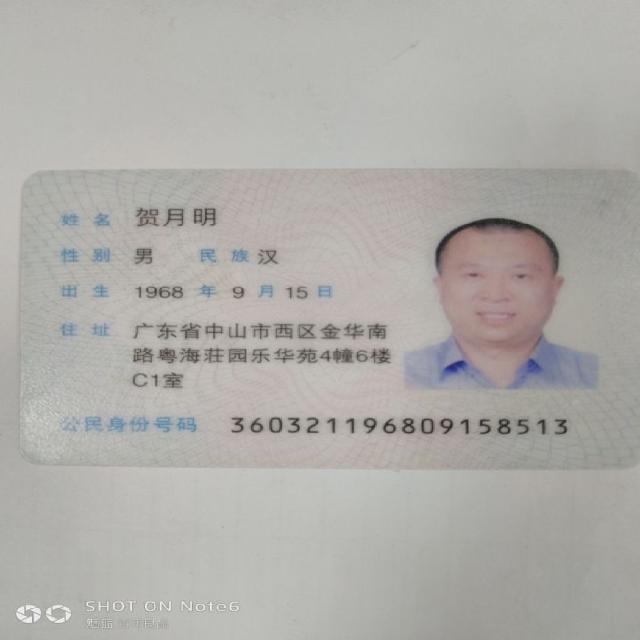 姓名 贺月明
性别 男 民族 汉
出生 1968 年 9 月 15 日
住址 广东省中山市西区金华南
路粤海莊园乐华苑4幢6楼
C1室
公民身份号码 360321196809158513
SHOT ON Note6
魅蓝